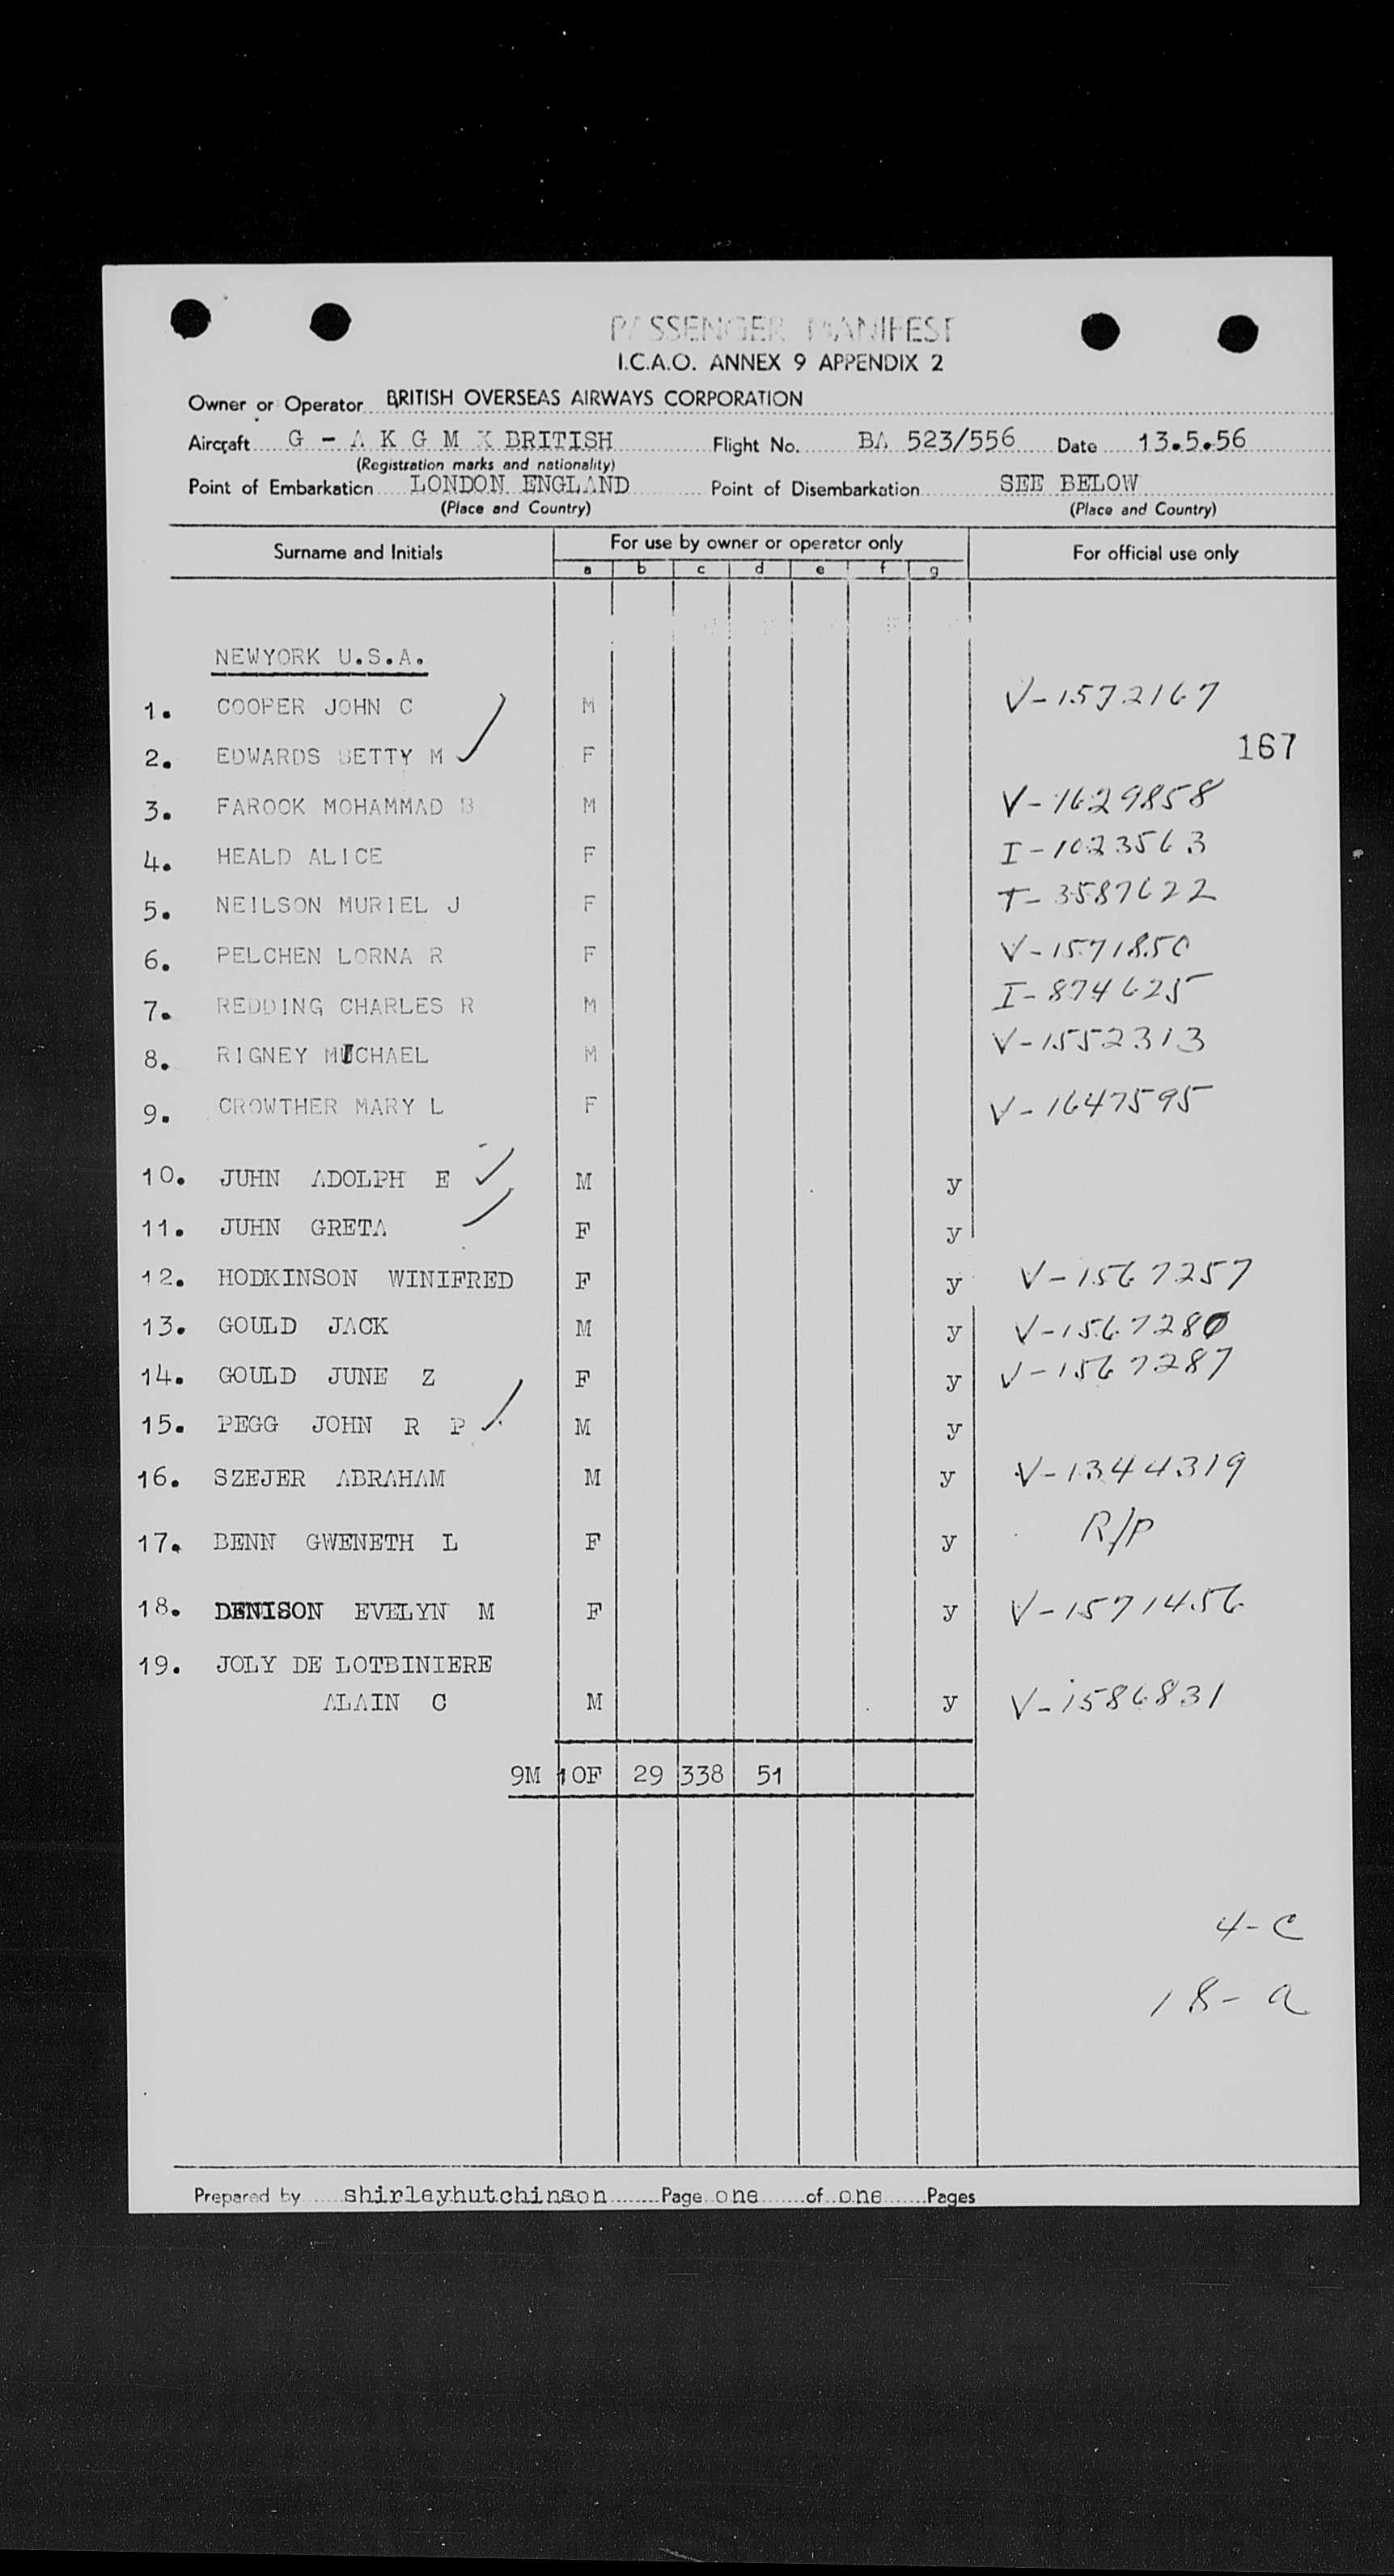 PASSENGER MANIFEST
I.C.A.O. ANNEX 9 APPENDIX 2
Owner or Operator BRITISH OVERSEAS AIRWAYS CORPORATION
Aircraft G - A K G M X BRITISH Flight No. BA 523/556 Date 13.5.56
(Registration marks and nationality)
Point of Embarkation LONDON ENGLAND Point of Disembarkation SEE BELOW
(Place and Country) (Place and Country)
Surname and Initials For use by owner or operator only For official use only
a b c d e f g
NEWYORK U.S.A.
1. COOPER JOHN C M V-1572167
2. EDWARDS BETTY M F 167
3. FAROOK MOHAMMAD B M V-1629858
4. HEALD ALICE F I-1023563
5. NEILSON MURIEL J F T-3587622
6. PELCHEN LORNA R F V-1571850
7. REDDING CHARLES R M I-874625
8. RIGNEY MICHAEL M V-1552313
9. CROWTHER MARY L F V-1647595
10. JUHN ADOLPH E M y
11. JUHN GRETA F y
12. HODKINSON WINIFRED F y V-1567257
13. GOULD JACK M y V-1567280
14. GOULD JUNE Z F y V-1567287
15. PEGG JOHN R P M y
16. SZEJER ABRAHAM M y V-1344319
17. BENN GWENETH L F y R/P
18. DENISON EVELYN M F y V-1571456
19. JOLY DE LOTBINIERE
ALAIN C M y V-1586831
9M 10F 29 338 51
4-C
18-a
Prepared by shirleyhutchinson Page one of one Pages